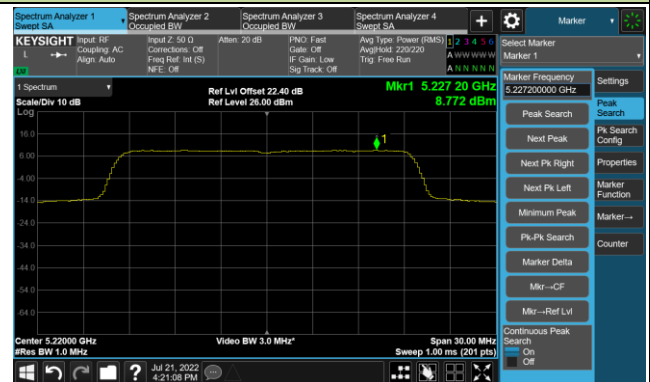 Spectrum Analyzer 1
Swept SA
Spectrum Analyzer 2
Occupied BW
Spectrum Analyzer 3
Occupied BW
Spectrum Analyzer 4
Swept SA
+
Marker
KEYSIGHT
L
Input: RF
Coupling: AC
Align: Auto
Input Z: 50 Ω
Corrections: Off
Freq Ref: Int (S)
NFE: Off
Atten: 20 dB
PNO: Fast
Gate: Off
IF Gain: Low
Sig Track: Off
Avg Type: Power (RMS)
Avg|Hold: 220/220
Trig: Free Run
1 2 3 4 5 6
A W W W W W
A N N N N N
Select Marker
Marker 1
1 Spectrum
Scale/Div 10 dB
Log
Ref Lvl Offset 22.40 dB
Ref Level 26.00 dBm
Mkr1 5.227 20 GHz
8.772 dBm
16.0
6.00
-4.00
-14.0
-24.0
-34.0
-44.0
-54.0
-64.0
1
Center 5.22000 GHz
#Res BW 1.0 MHz
Video BW 3.0 MHz*
Span 30.00 MHz
Sweep 1.00 ms (201 pts)
Marker Frequency
5.227200000 GHz
Peak Search
Next Peak
Next Pk Right
Next Pk Left
Minimum Peak
Pk-Pk Search
Marker Delta
Mkr→CF
Mkr→Ref Lvl
Continuous Peak
Search
On
Off
Settings
Peak
Search
Pk Search
Config
Properties
Marker
Function
Marker→
Counter
?
Jul 21, 2022
4:21:08 PM